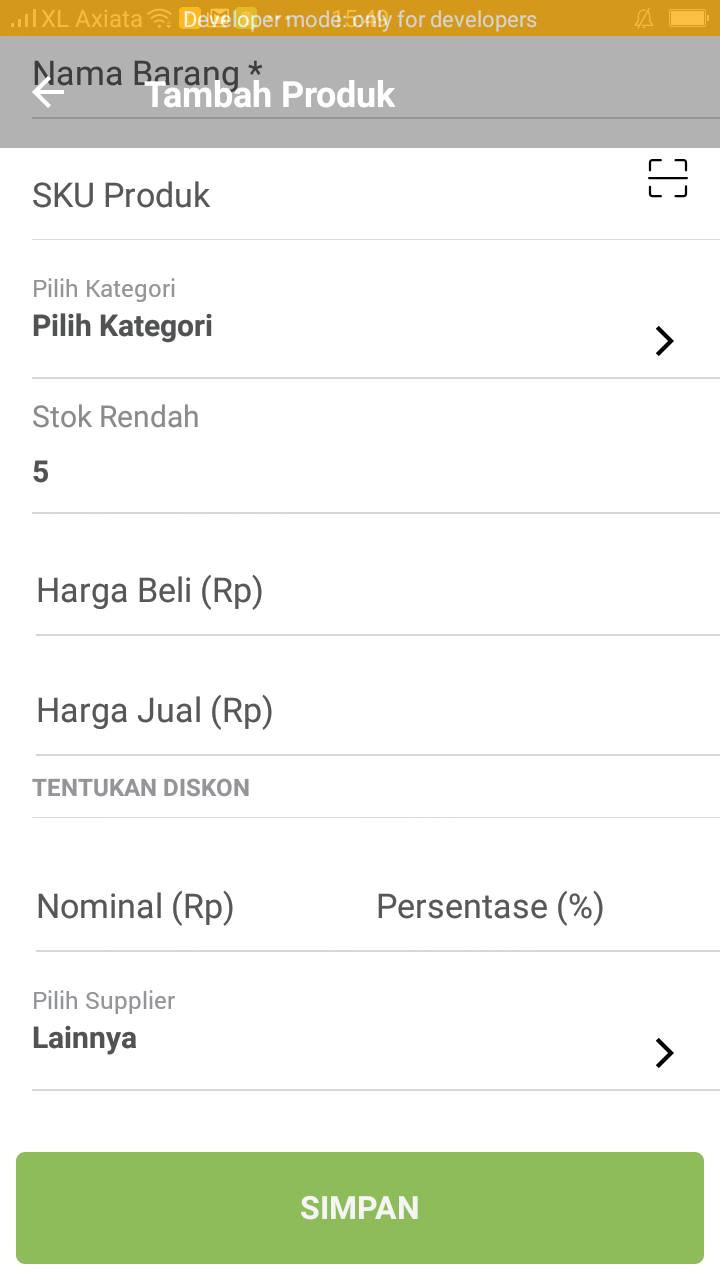 XL Axiata Developer mode: only for developers 15:49
Nama Barang *
Tambah Produk
SKU Produk
Pilih Kategori
Pilih Kategori
Stok Rendah
5
Harga Beli (Rp)
Harga Jual (Rp)
TENTUKAN DISKON
Nominal (Rp) Persentase (%)
Pilih Supplier
Lainnya
SIMPAN